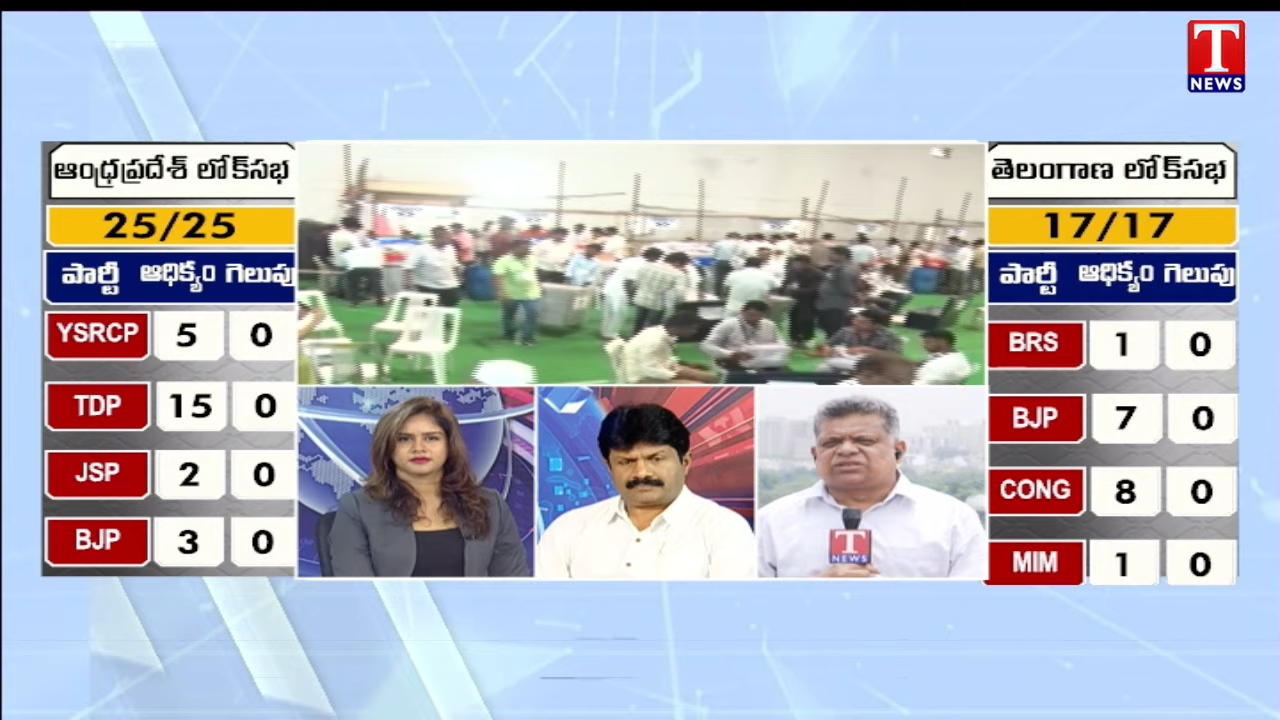 T
NEWS
ఆంధ్రప్రదేశ్ లోక్‌సభ
25/25
పార్టీ ఆధిక్యం గెలుపు
YSRCP 5 0
TDP 15 0
JSP 2 0
BJP 3 0
తెలంగాణ లోక్‌సభ
17/17
పార్టీ ఆధిక్యం గెలుపు
BRS 1 0
BJP 7 0
CONG 8 0
MIM 1 0
T
NEWS